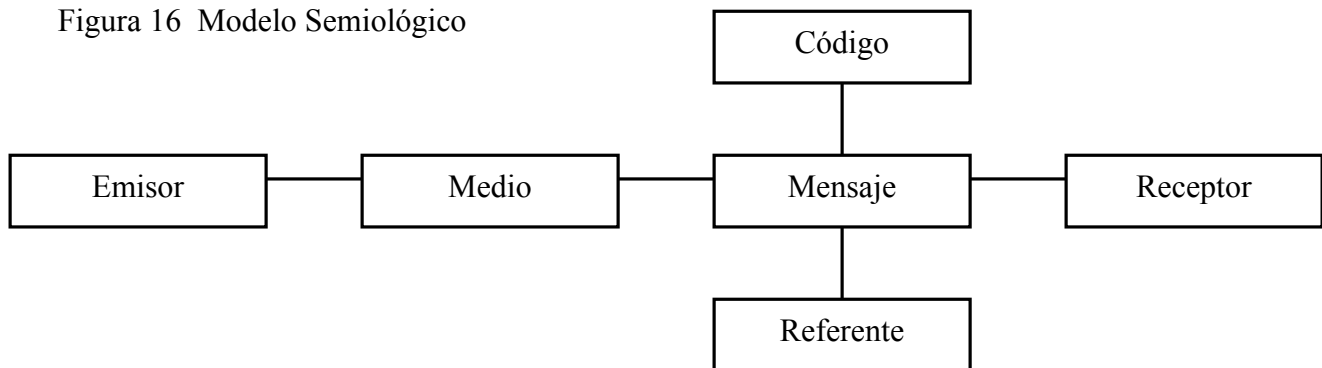 Figura 16  Modelo Semiológico
Código
Emisor
Medio
Mensaje
Receptor
Referente